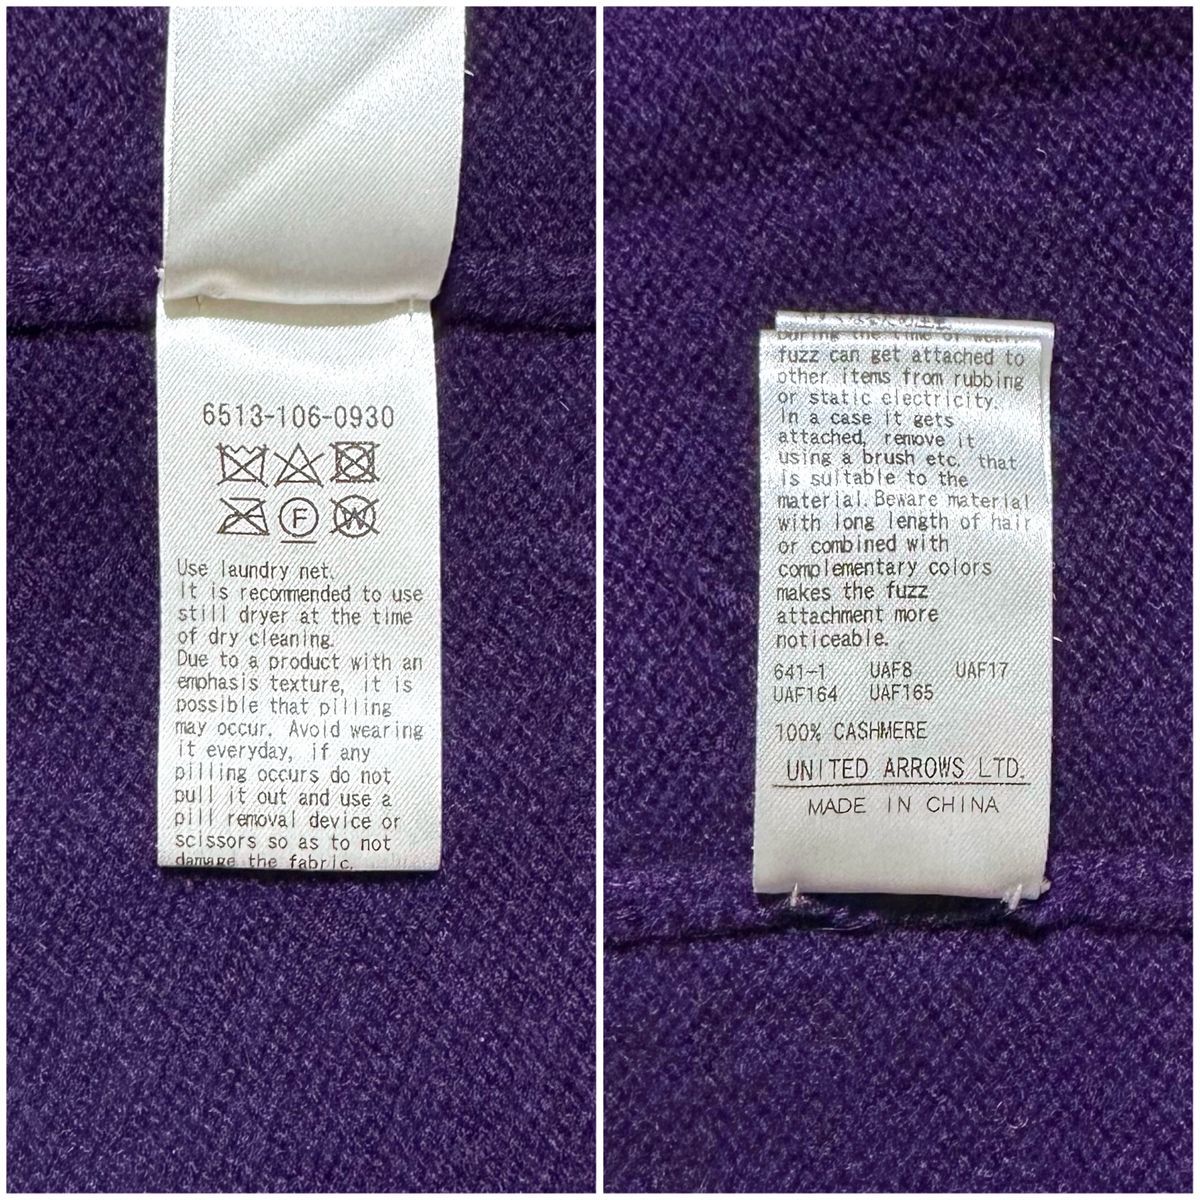 6513-106-0930
F
W
Use laundry net.
It is recommended to use
still dryer at the time
of dry cleaning.
Due to a product with an
emphasis texture, it is
possible that pilling
may occur. Avoid wearing
it everyday, if any
pilling occurs do not
pull it out and use a
pill removal device or
scissors so as to not
damage the fabric.
During the time of wear,
fuzz can get attached to
other items from rubbing
or static electricity.
In a case it gets
attached, remove it
using a brush etc. that
is suitable to the
material. Beware material
with long length of hair
or combined with
complementary colors
makes the fuzz
attachment more
noticeable.
641-1 UAF8 UAF17
UAF164 UAF165
100% CASHMERE
UNITED ARROWS LTD.
MADE IN CHINA